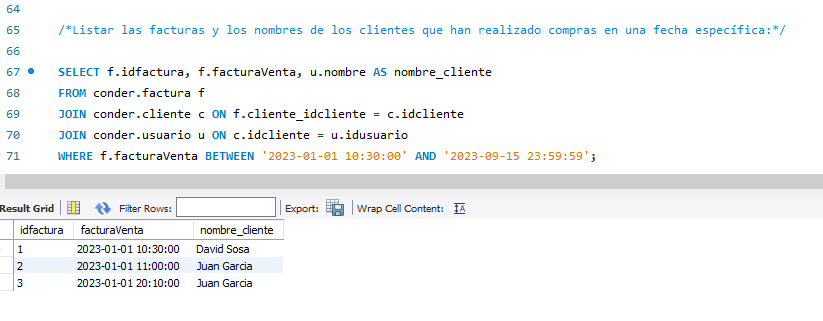 64
65 /*Listar las facturas y los nombres de los clientes que han realizado compras en una fecha específica:*/
66
67 SELECT f.idfactura, f.facturaVenta, u.nombre AS nombre_cliente
68 FROM conder.factura f
69 JOIN conder.cliente c ON f.cliente_idcliente = c.idcliente
70 JOIN conder.usuario u ON c.idcliente = u.idusuario
71 WHERE f.facturaVenta BETWEEN '2023-01-01 10:30:00' AND '2023-09-15 23:59:59';
Result Grid Filter Rows: Export: Wrap Cell Content: IA
idfactura facturaVenta nombre_cliente
1 2023-01-01 10:30:00 David Sosa
2 2023-01-01 11:00:00 Juan Garcia
3 2023-01-01 20:10:00 Juan Garcia